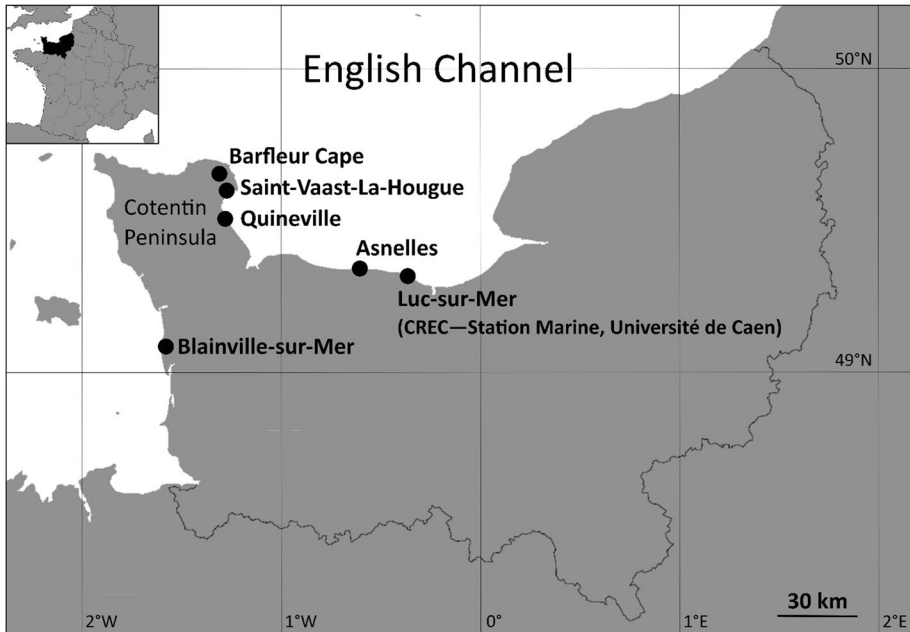 English Channel
50°N
Barfleur Cape
Saint-Vaast-La-Hougue
Cotentin
Peninsula
Quineville
Asnelles
Luc-sur-Mer
(CREC—Station Marine, Université de Caen)
Blainville-sur-Mer
49°N
30 km
2°W
1°W
0°
1°E
2°E